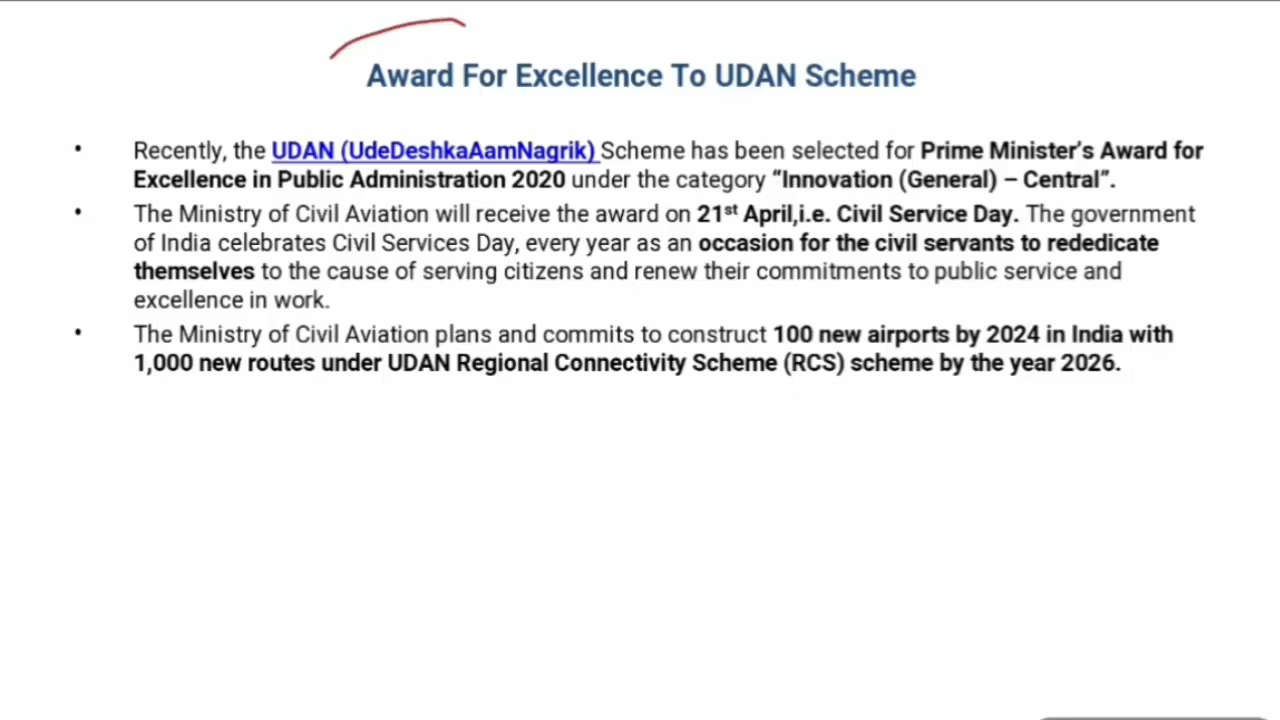 Award For Excellence To UDAN Scheme
• Recently, the UDAN (UdeDeshkaAamNagrik) Scheme has been selected for Prime Minister’s Award for
Excellence in Public Administration 2020 under the category “Innovation (General) – Central”.
• The Ministry of Civil Aviation will receive the award on 21st April,i.e. Civil Service Day. The government
of India celebrates Civil Services Day, every year as an occasion for the civil servants to rededicate
themselves to the cause of serving citizens and renew their commitments to public service and
excellence in work.
• The Ministry of Civil Aviation plans and commits to construct 100 new airports by 2024 in India with
1,000 new routes under UDAN Regional Connectivity Scheme (RCS) scheme by the year 2026.